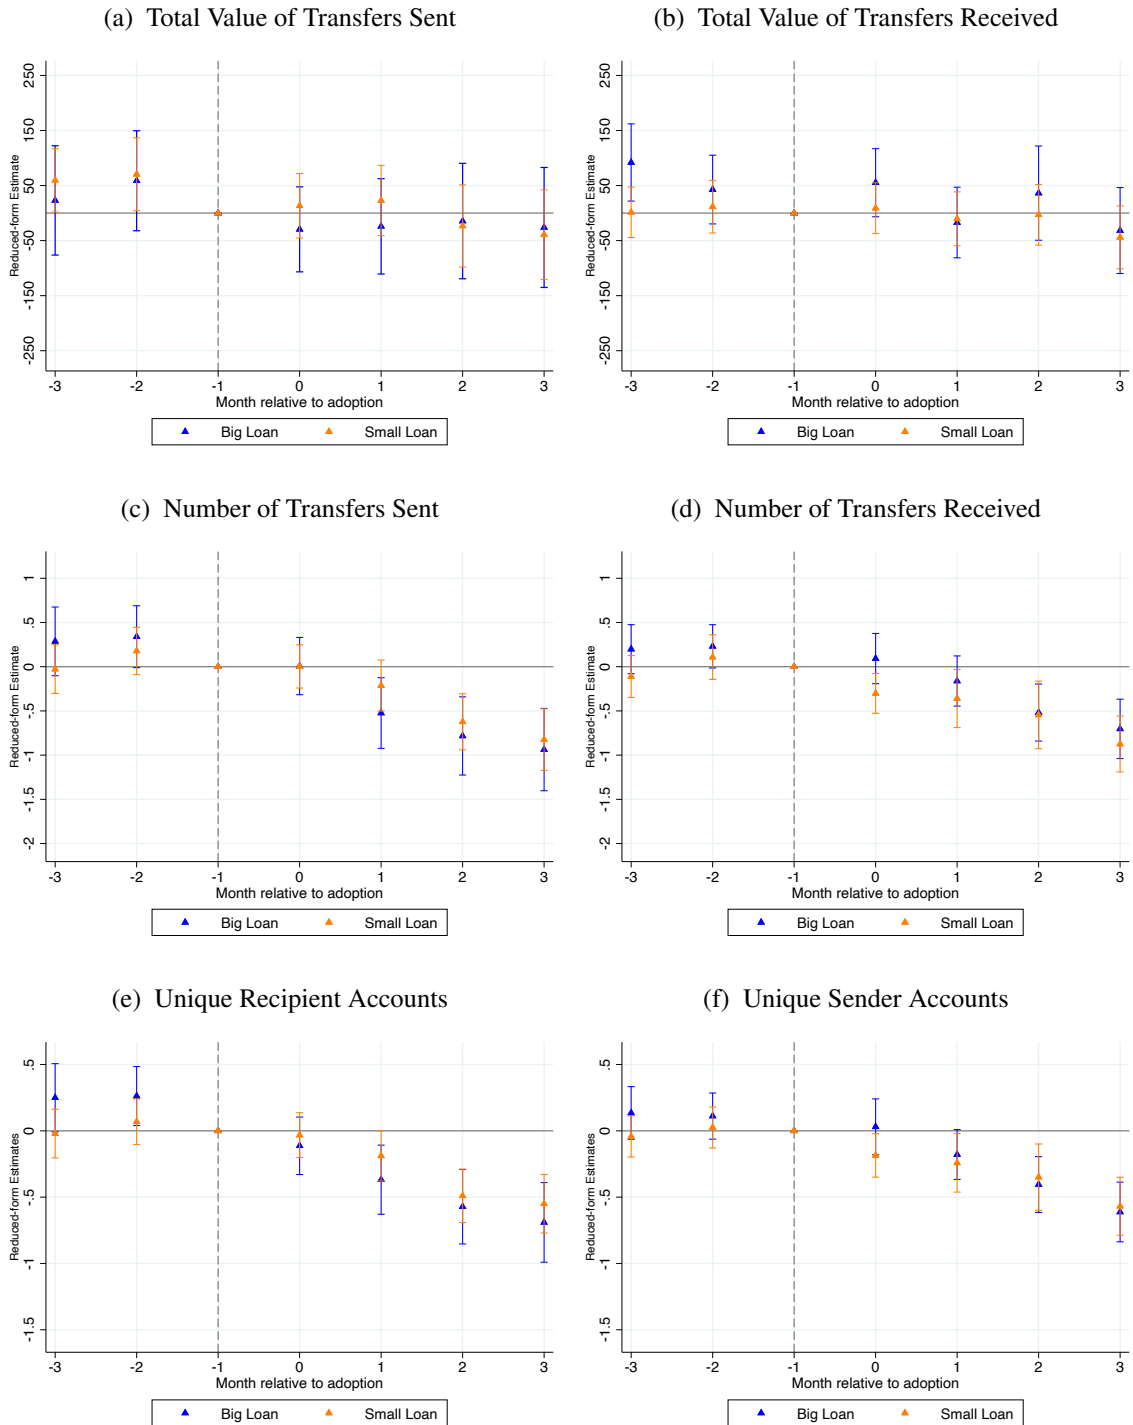 (a) Total Value of Transfers Sent
250
150
50
-50
-150
-250
Reduced-form Estimate
-3 -2 -1 0 1 2 3
Month relative to adoption
Big Loan Small Loan
(b) Total Value of Transfers Received
250
150
50
-50
-150
-250
Reduced-form Estimate
-3 -2 -1 0 1 2 3
Month relative to adoption
Big Loan Small Loan
(c) Number of Transfers Sent
1
.5
0
-.5
-1
-1.5
-2
Reduced-form Estimate
-3 -2 -1 0 1 2 3
Month relative to adoption
Big Loan Small Loan
(d) Number of Transfers Received
1
.5
0
-.5
-1
-1.5
-2
Reduced-form Estimate
-3 -2 -1 0 1 2 3
Month relative to adoption
Big Loan Small Loan
(e) Unique Recipient Accounts
.5
0
-.5
-1
-1.5
Reduced-form Estimates
-3 -2 -1 0 1 2 3
Month relative to adoption
Big Loan Small Loan
(f) Unique Sender Accounts
.5
0
-.5
-1
-1.5
Reduced-form Estimates
-3 -2 -1 0 1 2 3
Month relative to adoption
Big Loan Small Loan